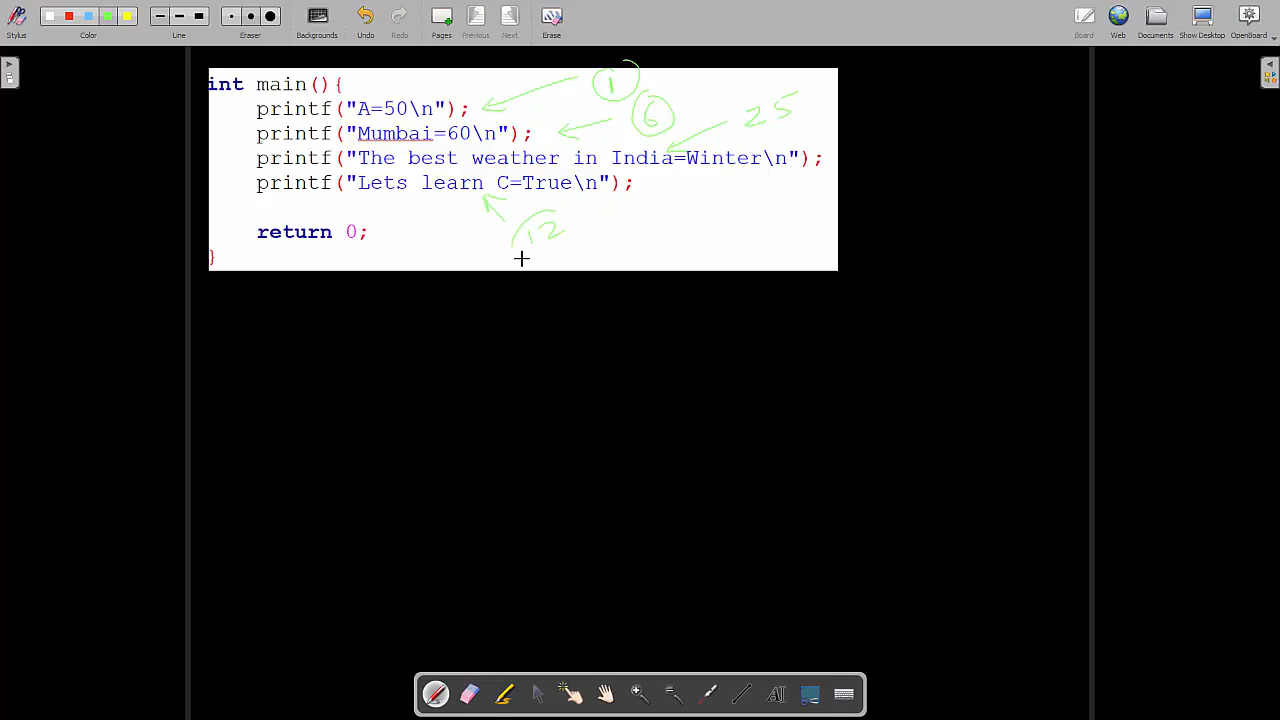 Stylus Color Line Eraser Backgrounds Undo Redo Pages Previous Next Erase Board Web Documents Show Desktop OpenBoard
int main(){ 1
printf("A=50\n"); 6 25
printf("Mumbai=60\n");
printf("The best weather in India=Winter\n");
printf("Lets learn C=True\n");
12
return 0;
}
AI